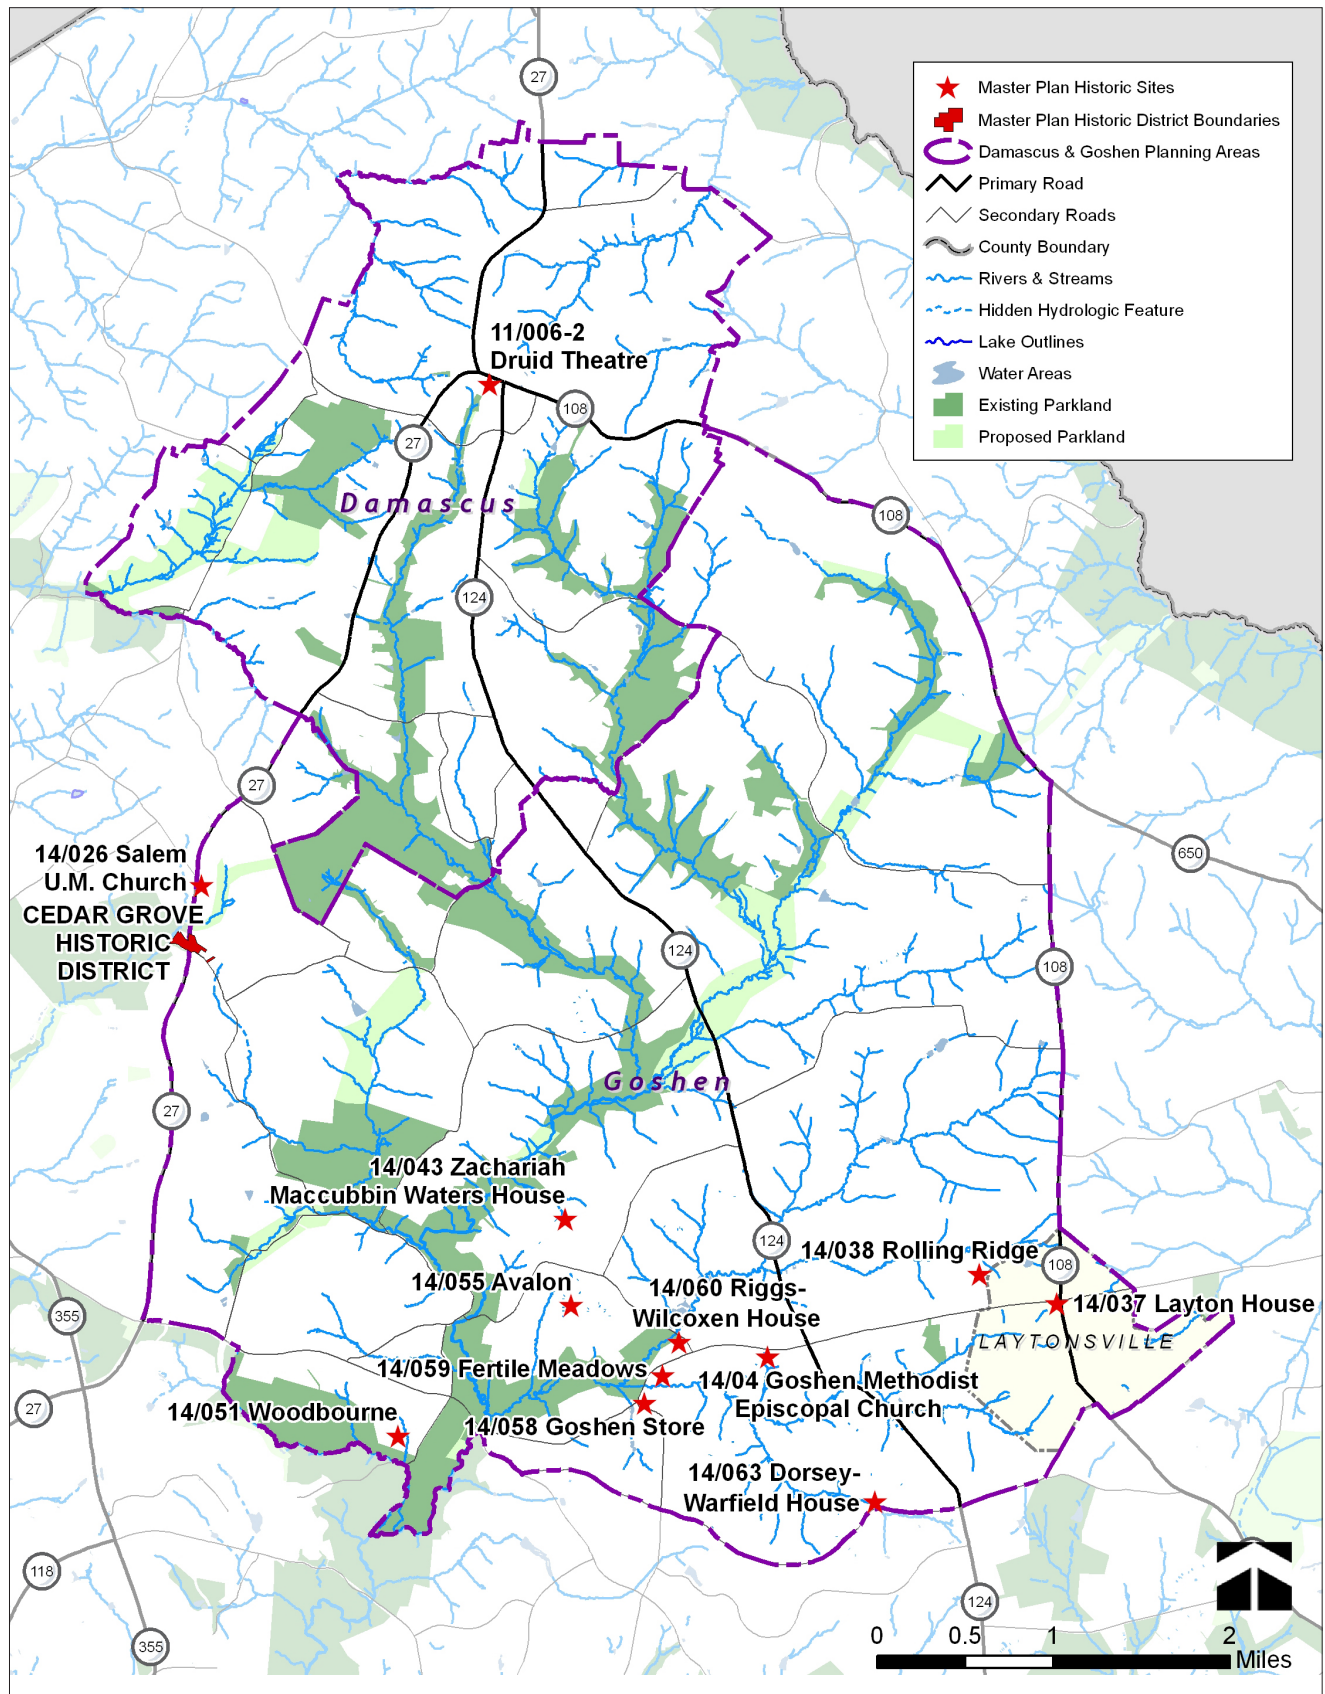 27
Master Plan Historic Sites
Master Plan Historic District Boundaries
Damascus & Goshen Planning Areas
Primary Road
Secondary Roads
County Boundary
Rivers & Streams
Hidden Hydrologic Feature
Lake Outlines
Water Areas
Existing Parkland
Proposed Parkland
11/006-2
Druid Theatre
108
27
Damascus
108
124
27
14/026 Salem
U.M. Church
650
CEDAR GROVE
HISTORIC
DISTRICT
124
108
Goshen
27
14/043 Zachariah
Maccubbin Waters House
124
14/038 Rolling Ridge
108
14/055 Avalon
14/060 Riggs-
Wilcoxen House
14/037 Layton House
355
LAYTONSVILLE
14/059 Fertile Meadows
14/04 Goshen Methodist
Episcopal Church
27
14/051 Woodbourne
14/058 Goshen Store
14/063 Dorsey-
Warfield House
118
124
355
0 0.5 1 2
Miles